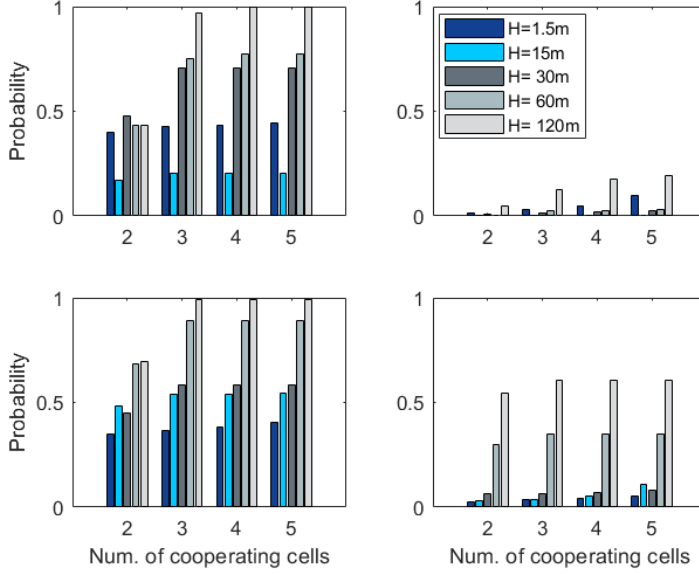 1
0.5
0
Probability
2 3 4 5
1
0.5
0
H=1.5m
H=15m
H= 30m
H= 60m
H= 120m
2 3 4 5
1
0.5
0
Probability
2 3 4 5
Num. of cooperating cells
1
0.5
0
2 3 4 5
Num. of cooperating cells